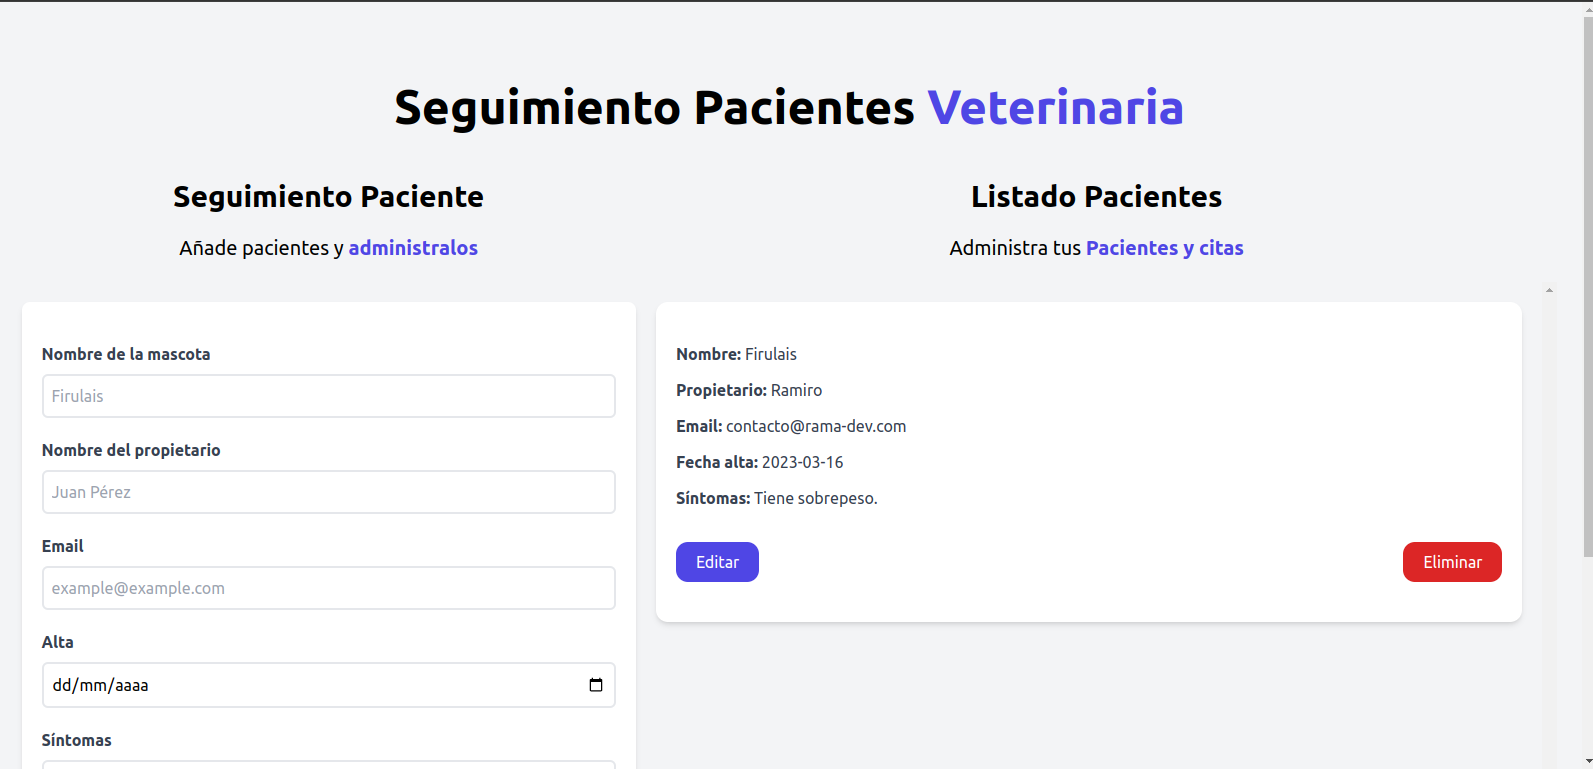 Seguimiento Pacientes Veterinaria
Seguimiento Paciente
Añade pacientes y administralos
Nombre de la mascota
Firulais
Nombre del propietario
Juan Pérez
Email
example@example.com
Alta
dd/mm/aaaa
Síntomas
Listado Pacientes
Administra tus Pacientes y citas
Nombre: Firulais
Propietario: Ramiro
Email: contacto@rama-dev.com
Fecha alta: 2023-03-16
Síntomas: Tiene sobrepeso.
Editar
Eliminar